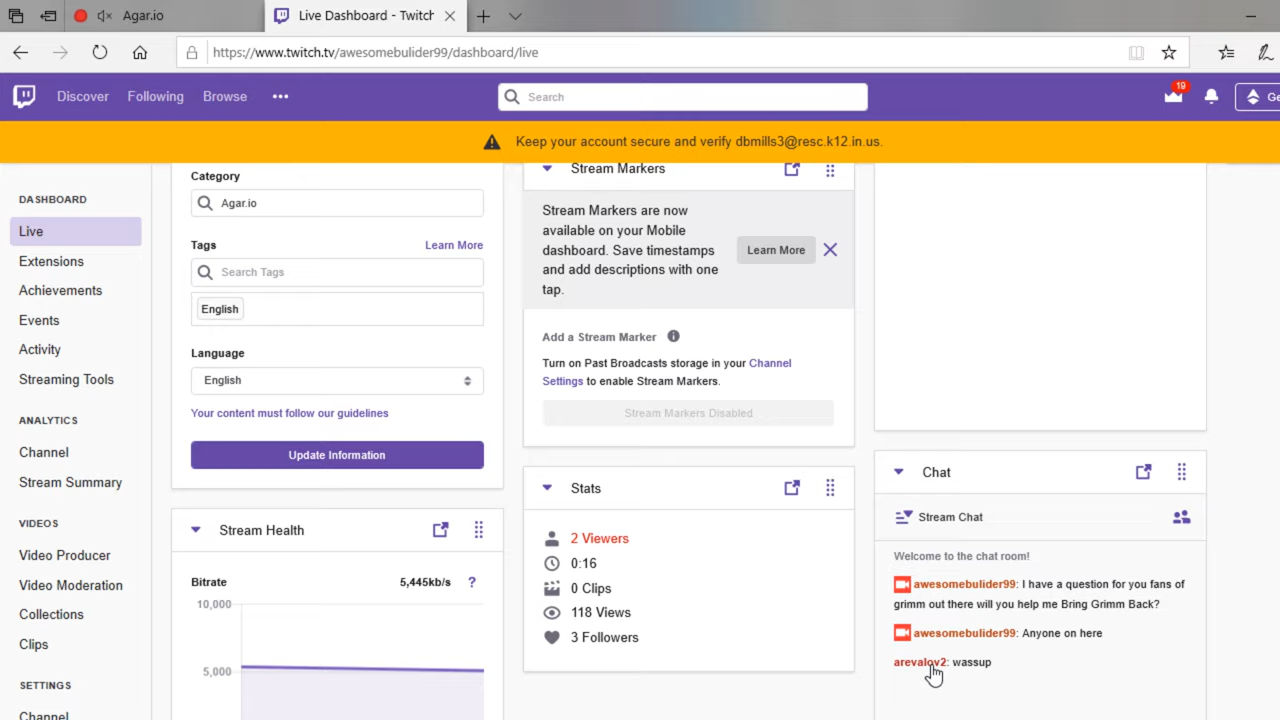 Agar.io
Live Dashboard - Twitch
https://www.twitch.tv/awesomebulider99/dashboard/live
Discover
Following
Browse
•••
Search
19
Ge
Keep your account secure and verify dbmills3@resc.k12.in.us.
DASHBOARD
Live
Extensions
Achievements
Events
Activity
Streaming Tools
ANALYTICS
Channel
Stream Summary
VIDEOS
Video Producer
Video Moderation
Collections
Clips
SETTINGS
Channel
Category
Agar.io
Tags
Learn More
Search Tags
English
Language
English
Your content must follow our guidelines
Update Information
Stream Health
Bitrate
5,445kb/s
?
10,000
5,000
Stream Markers
Stream Markers are now
available on your Mobile
dashboard. Save timestamps
and add descriptions with one
tap.
Learn More
Add a Stream Marker
Turn on Past Broadcasts storage in your Channel
Settings to enable Stream Markers.
Stream Markers Disabled
Stats
2 Viewers
0:16
0 Clips
118 Views
3 Followers
Chat
Stream Chat
Welcome to the chat room!
awesomebulider99: I have a question for you fans of
grimm out there will you help me Bring Grimm Back?
awesomebulider99: Anyone on here
arevalov2: wassup